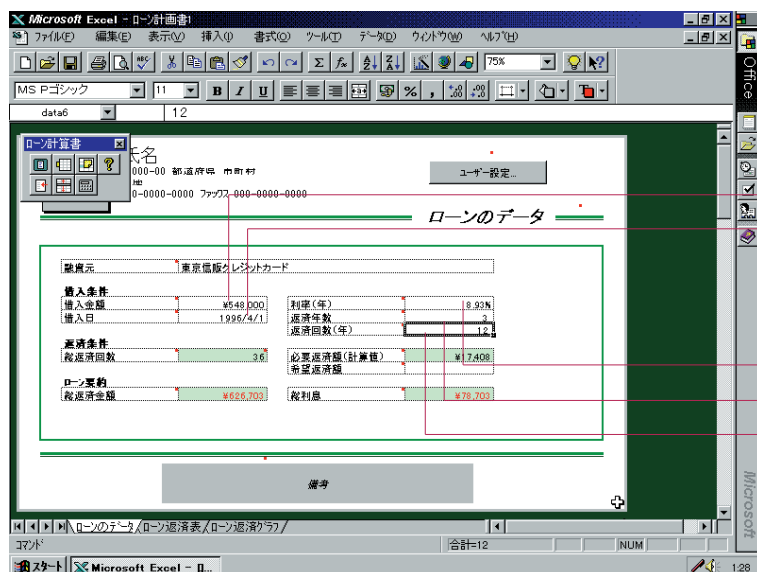 Microsoft Excel - ローン計画書1
ファイル(F) 編集(E) 表示(V) 挿入(I) 書式(O) ツール(T) データ(D) ウィンドウ(W) ヘルプ(H)
75%
MS Pゴシック 11 B I U % ,
data6 12
ローン計算書
氏名
000-00 都道府県 市町村
0-0000-0000 ファックス 000-0000-0000
ユーザー設定...
ローンのデータ
融資元 東京信販クレジットカード
借入条件
借入金額 ¥548,000 利率(年) 8.93%
借入日 1996/4/1 返済年数 3
返済回数(年) 12
返済条件
総返済回数 36 必要返済額(計算値) ¥17,408
希望返済額
ローン要約
総返済金額 ¥626,703 総利息 ¥78,703
備考
ローンのデータ ローン返済表 ローン返済グラフ
コマンド 合計=12 NUM
スタート Microsoft Excel - ロ... 1:28
Office
Microsoft